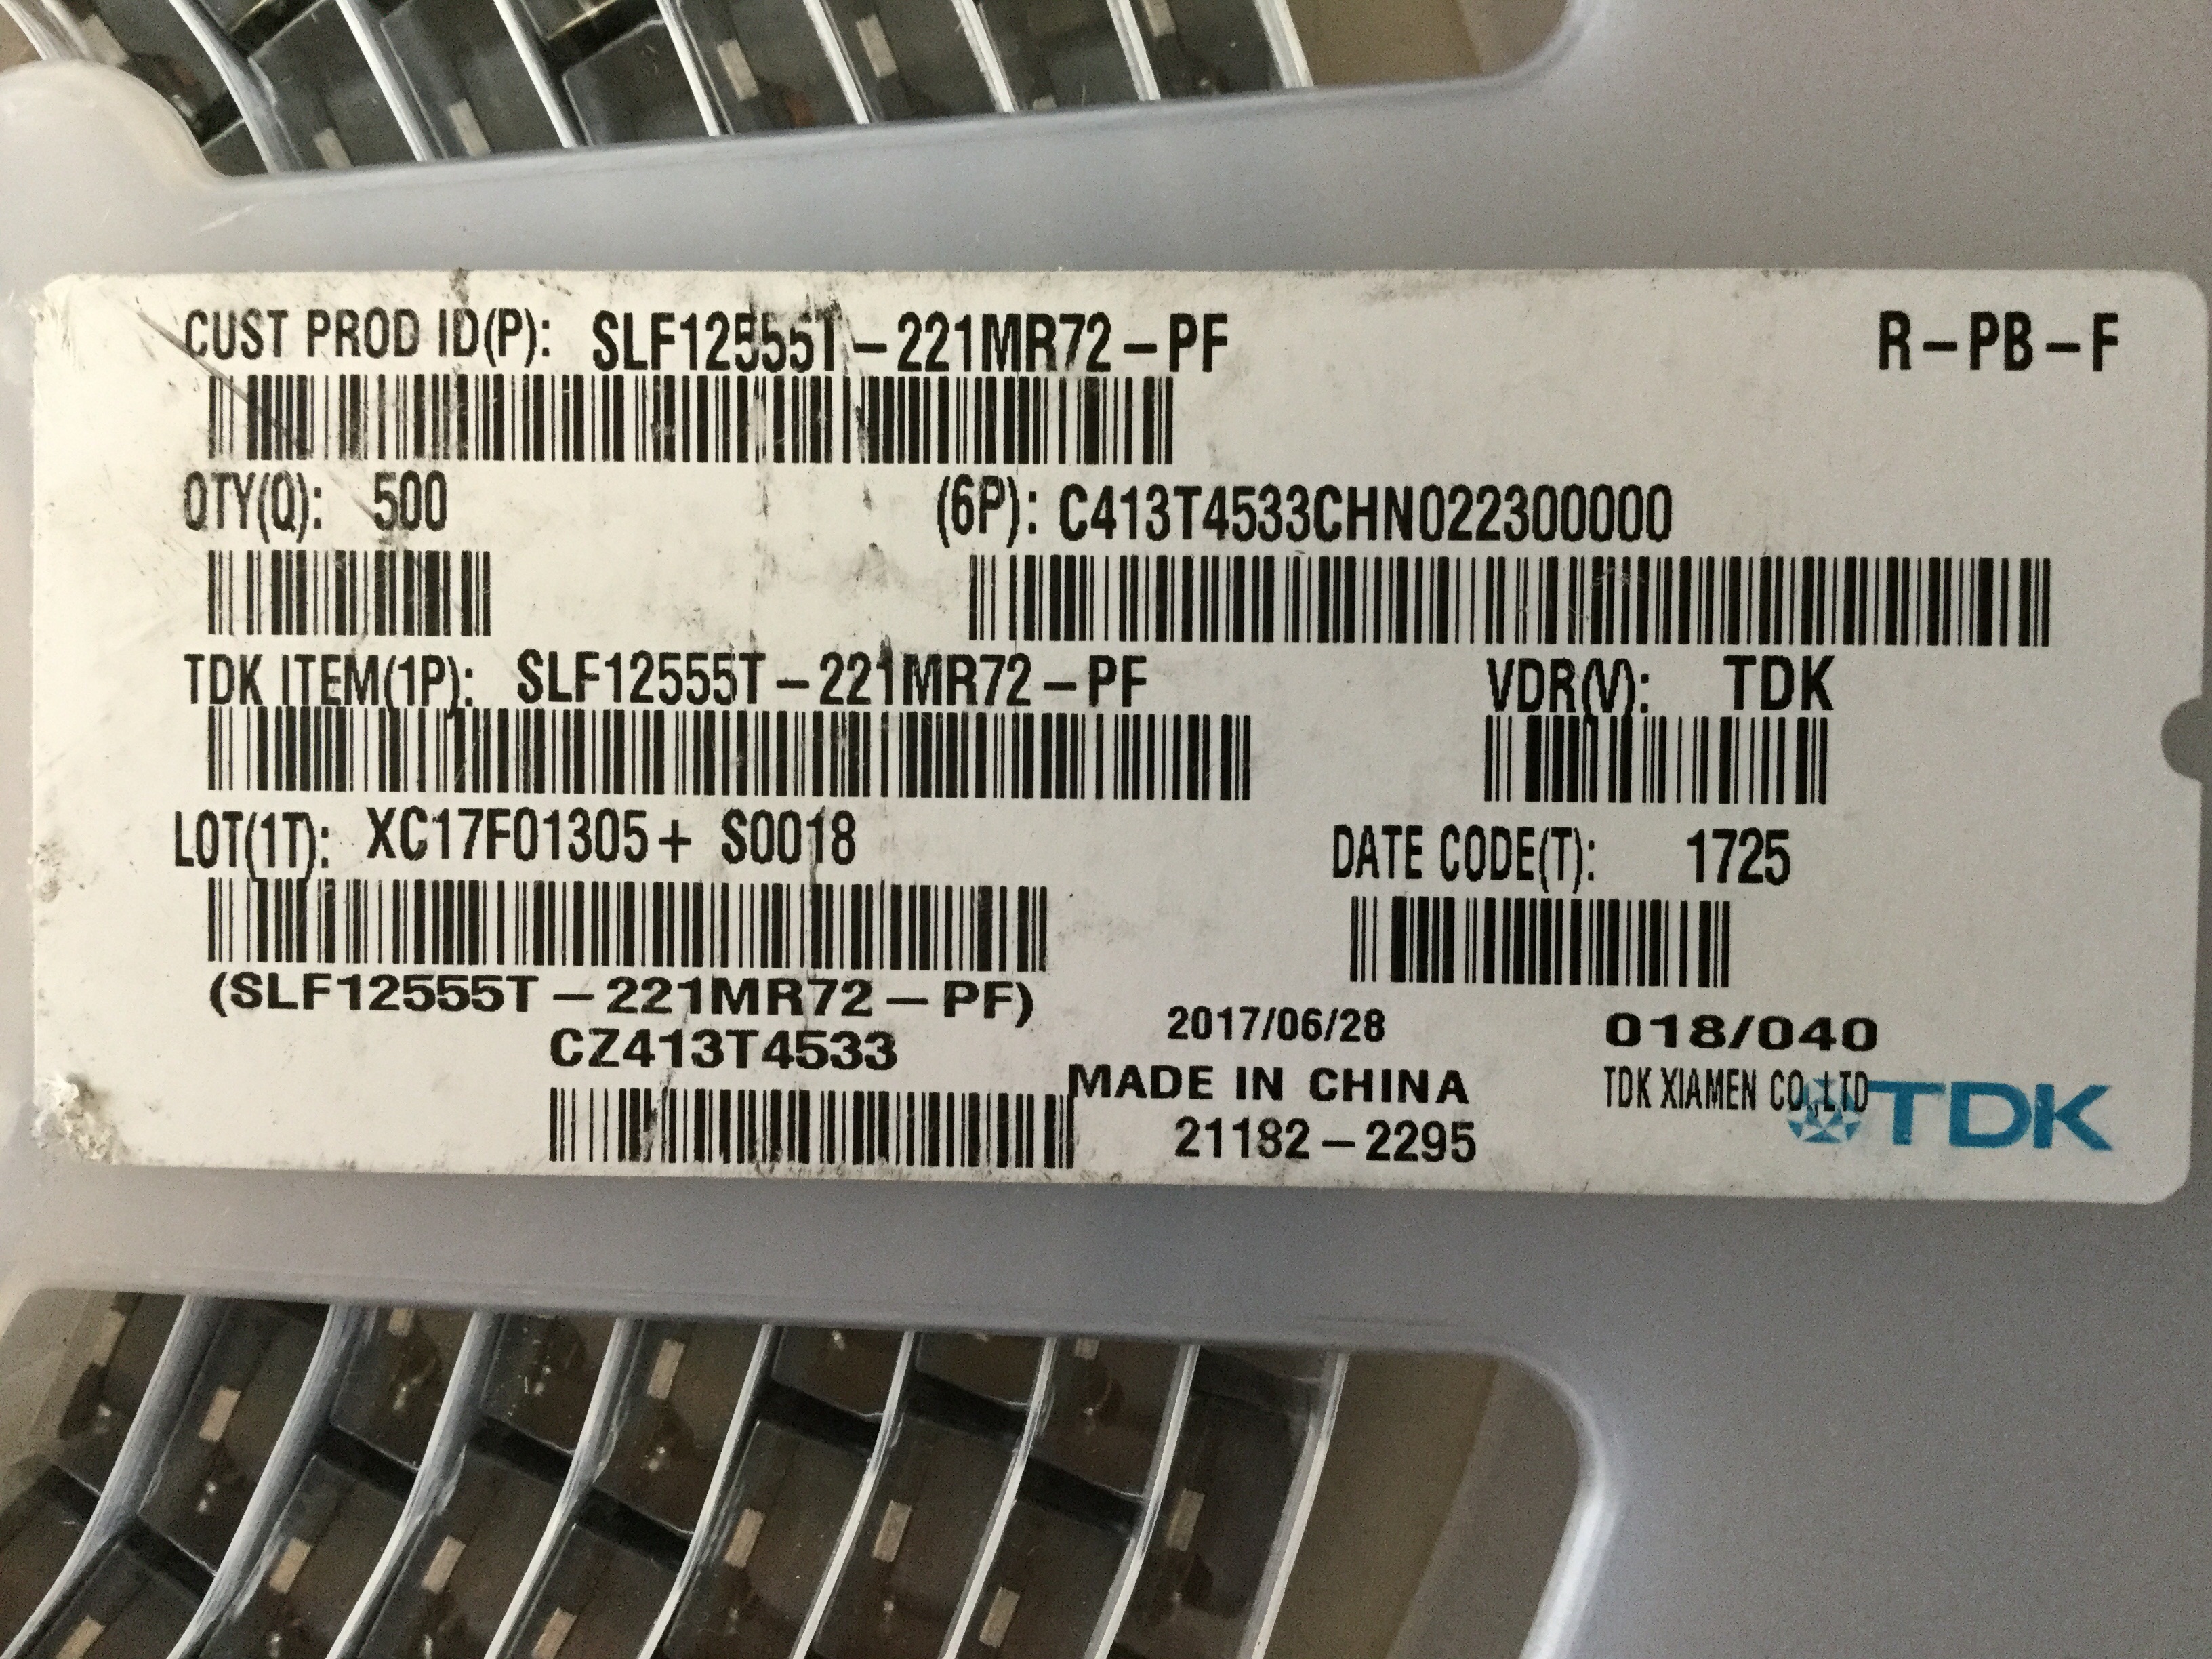 CUST PROD ID(P): SLF12555T-221MR72-PF R-PB-F
QTY(Q): 500 (6P): C413T4533CHN022300000
TDK ITEM(1P): SLF12555T-221MR72-PF VDR(V): TDK
LOT(1T): XC17F01305+ S0018 DATE CODE(T): 1725
(SLF12555T-221MR72-PF)
CZ413T4533
2017/06/28 018/040
MADE IN CHINA TDK XIAMEN CO.,LTD
21182-2295 TDK